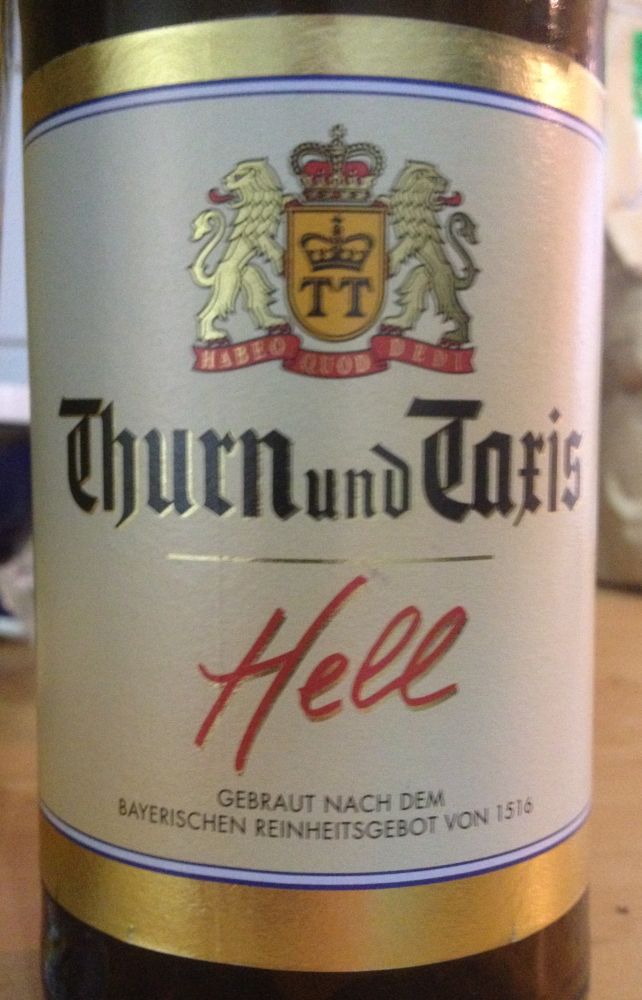 TT
HABEO QUOD DEDI
Thurn und Taxis
Hell
GEBRAUT NACH DEM
BAYERISCHEN REINHEITSGEBOT VON 1516